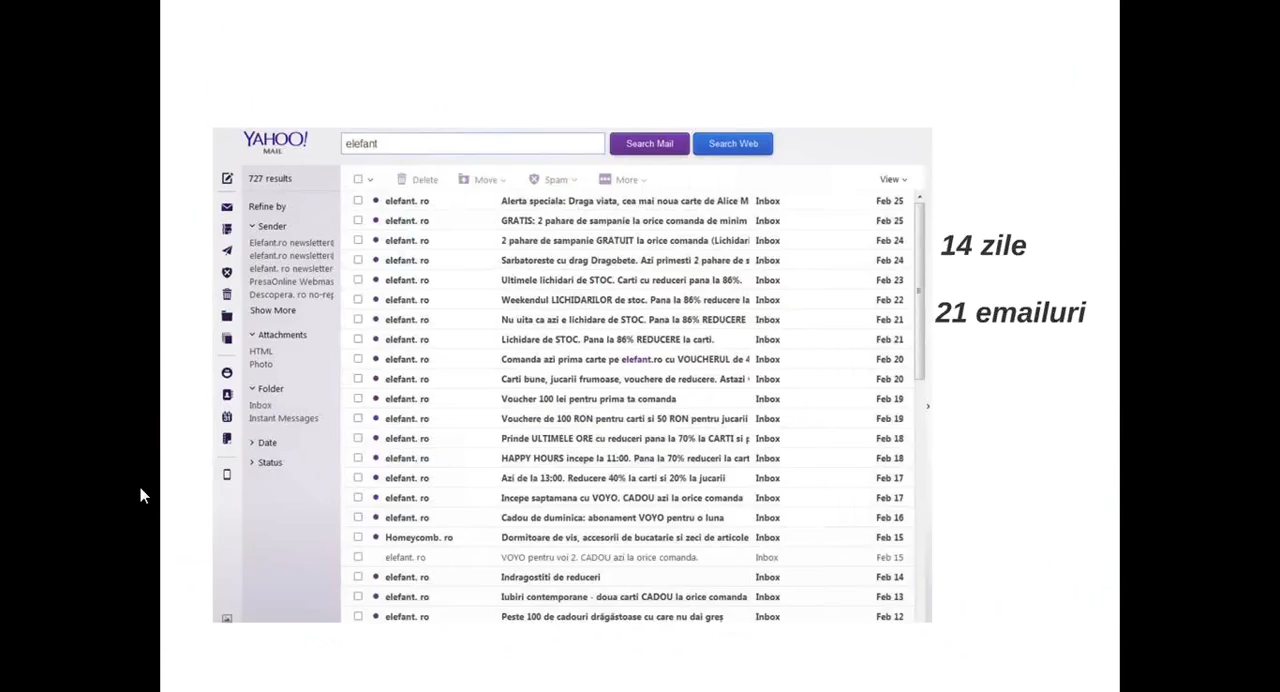 YAHOO!
MAIL
elefant
Search Mail
Search Web
727 results
Delete
Move
Spam
More
View
Refine by
Sender
Elefant.ro newslette
elefant.ro newslette
elefant. ro newsletter
PresaOnline Webmas
Descopera. ro no-rep
Show More
Attachments
HTML
Photo
Folder
Inbox
Instant Messages
Date
Status
elefant. ro Alerta speciala: Draga viata, cea mai noua carte de Alice M Inbox Feb 25
elefant. ro GRATIS: 2 pahare de sampanie la orice comanda de minim Inbox Feb 25
elefant. ro 2 pahare de sampanie GRATUIT la orice comanda (Lichidari Inbox Feb 24
elefant. ro Sarbatoreste cu drag Dragobete. Azi primesti 2 pahare de s Inbox Feb 24
elefant. ro Ultimele lichidari de STOC. Carti cu reduceri pana la 86%. Inbox Feb 23
elefant. ro Weekendul LICHIDARILOR de stoc. Pana la 86% reducere la Inbox Feb 22
elefant. ro Nu uita ca azi e lichidare de STOC. Pana la 86% REDUCERE Inbox Feb 21
elefant. ro Lichidare de STOC. Pana la 86% REDUCERE la carti. Inbox Feb 21
elefant. ro Comanda azi prima carte pe elefant.ro cu VOUCHERUL de 4 Inbox Feb 20
elefant. ro Carti bune, jucarii frumoase, vouchere de reducere. Astazi Inbox Feb 20
elefant. ro Voucher 100 lei pentru prima ta comanda Inbox Feb 19
elefant. ro Vouchere de 100 RON pentru carti si 50 RON pentru jucarii Inbox Feb 19
elefant. ro Prinde ULTIMELE ORE cu reduceri pana la 70% la CARTI si p Inbox Feb 18
elefant. ro HAPPY HOURS incepe la 11:00. Pana la 70% reduceri la cart Inbox Feb 18
elefant. ro Azi de la 13:00. Reducere 40% la carti si 20% la jucarii Inbox Feb 17
elefant. ro Incepe saptamana cu VOYO. CADOU azi la orice comanda Inbox Feb 17
elefant. ro Cadou de duminica: abonament VOYO pentru o luna Inbox Feb 16
Homeycomb. ro Dormitoare de vis, accesorii de bucatarie si zeci de articole Inbox Feb 15
elefant. ro VOYO pentru voi 2. CADOU azi la orice comanda. Inbox Feb 15
elefant. ro Indragostiti de reduceri Inbox Feb 14
elefant. ro Iubiri contemporane - doua carti CADOU la orice comanda Inbox Feb 13
elefant. ro Peste 100 de cadouri drăgăstoase cu care nu dai greș Inbox Feb 12
14 zile
21 emailuri